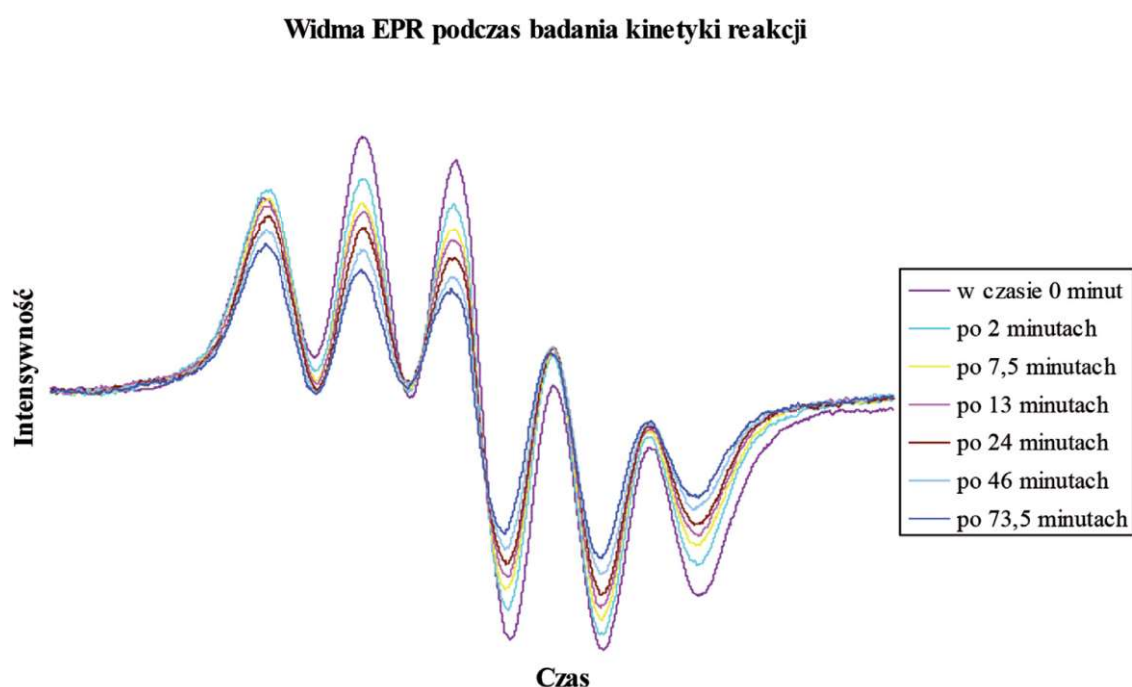 Widma EPR podczas badania kinetyki reakcji
Intensywność
w czasie 0 minut
po 2 minutach
po 7,5 minutach
po 13 minutach
po 24 minutach
po 46 minutach
po 73,5 minutach
Czas